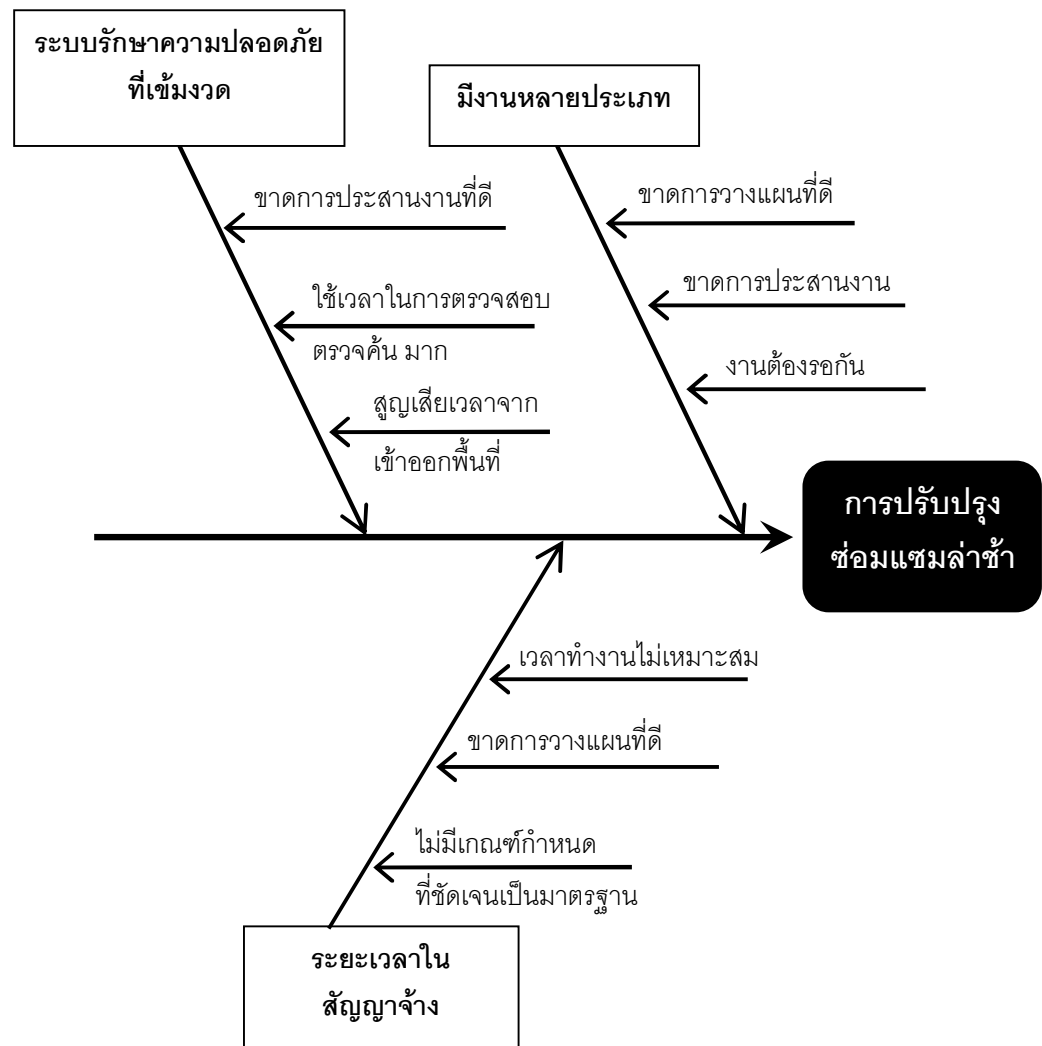 ระบบรักษาความปลอดภัย
ที่เข้มงวด
มีงานหลายประเภท
ขาดการประสานงานที่ดี
ใช้เวลาในการตรวจสอบ
ตรวจค้น มาก
สูญเสียเวลาจาก
เข้าออกพื้นที่
ขาดการวางแผนที่ดี
ขาดการประสานงาน
งานต้องรอกัน
การปรับปรุง
ซ่อมแซมล่าช้า
เวลาทำงานไม่เหมาะสม
ขาดการวางแผนที่ดี
ไม่มีเกณฑ์กำหนด
ที่ชัดเจนเป็นมาตรฐาน
ระยะเวลาใน
สัญญาจ้าง